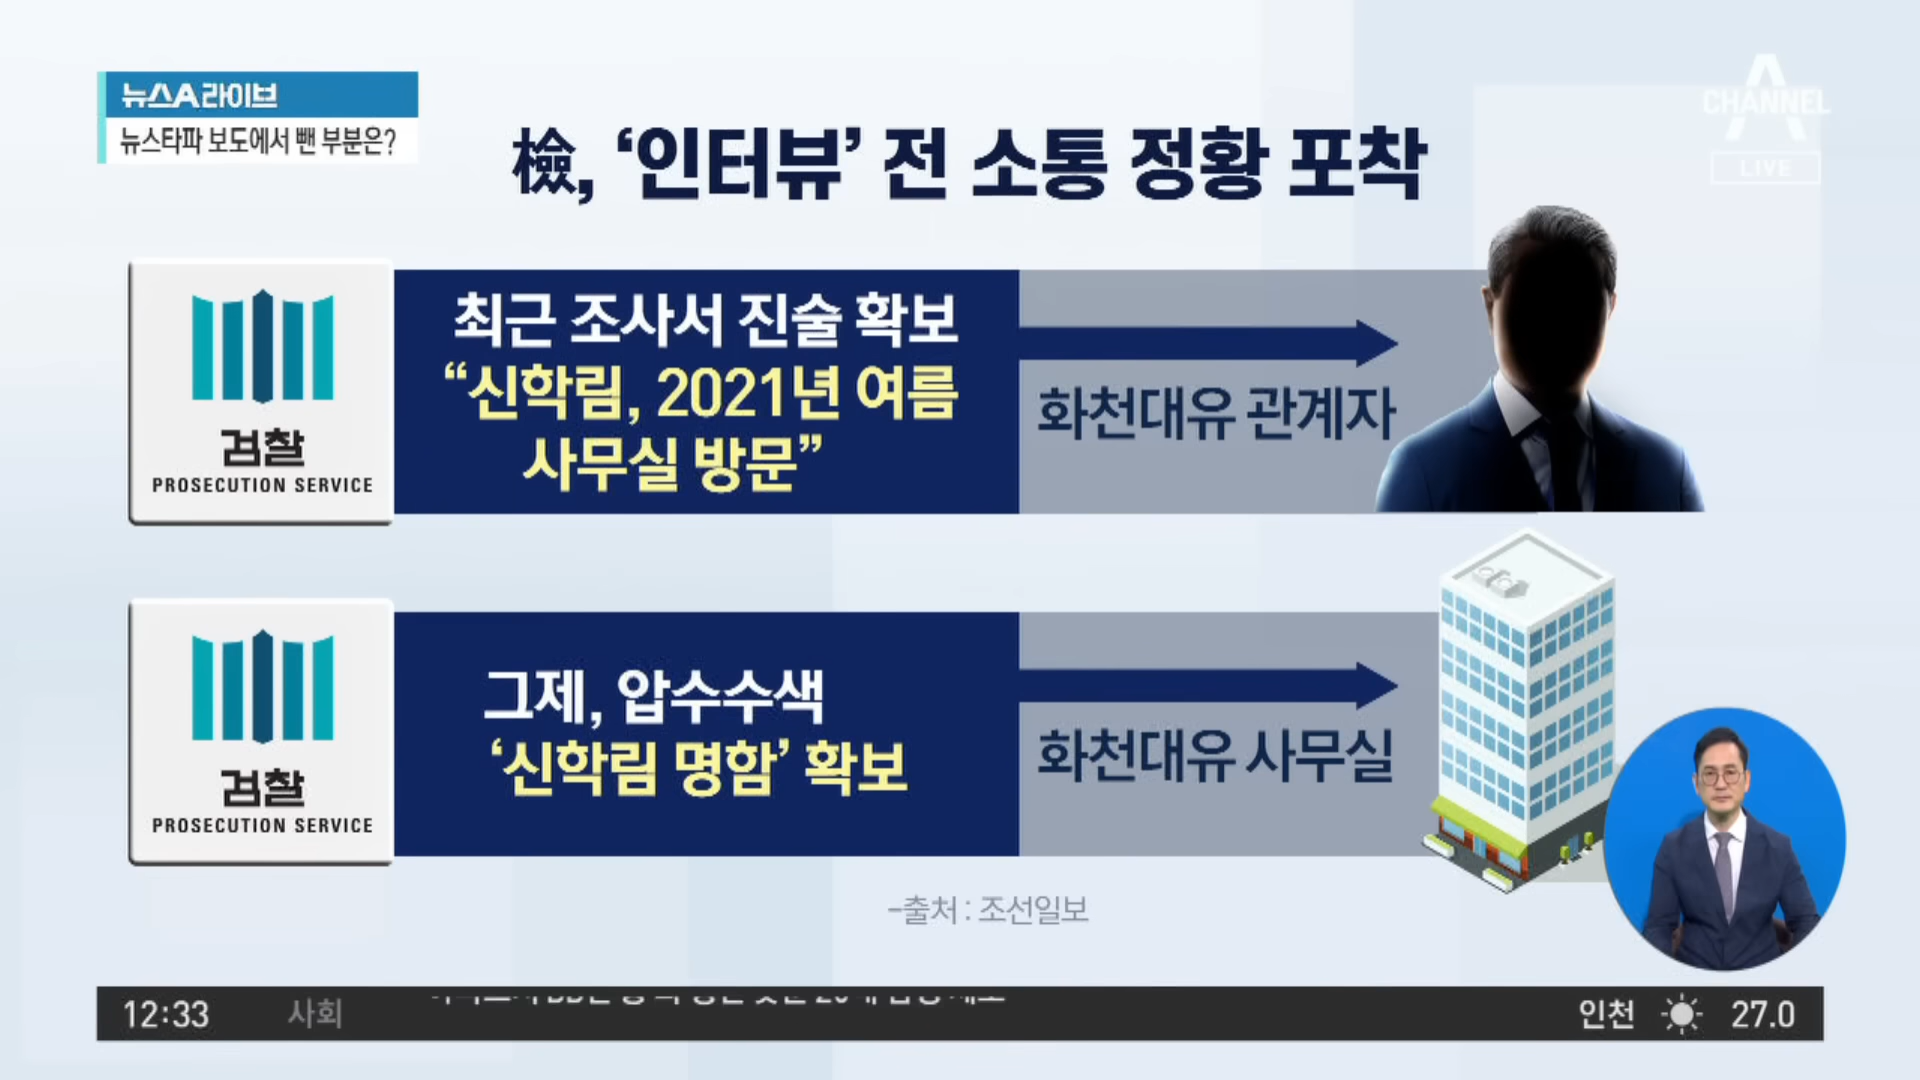 뉴스A라이브
뉴스타파 보도에서 뺀 부분은?
CHANNEL A
LIVE
檢, ‘인터뷰’ 전 소통 정황 포착
검찰
PROSECUTION SERVICE
최근 조사서 진술 확보
“신학림, 2021년 여름
사무실 방문”
화천대유 관계자
검찰
PROSECUTION SERVICE
그제, 압수수색
‘신학림 명함’ 확보
화천대유 사무실
-출처 : 조선일보
12:33 사회 인천 27.0